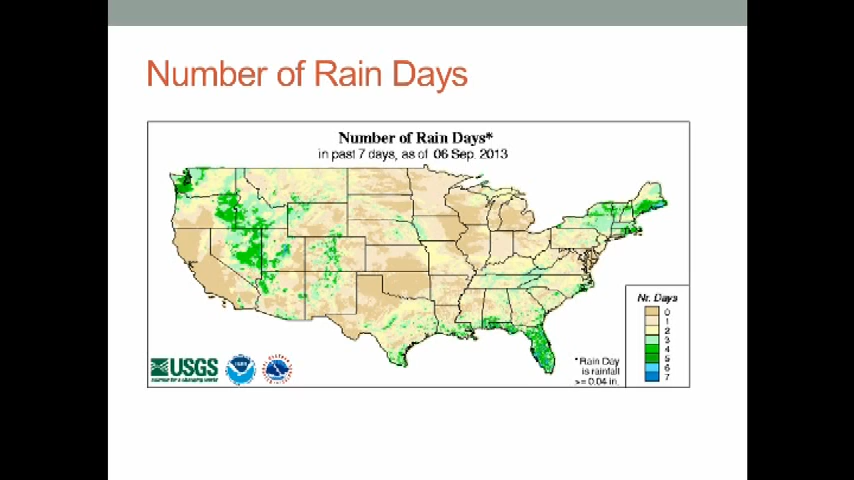 Number of Rain Days
Number of Rain Days*
in past 7 days, as of 06 Sep. 2013
Nr. Days
0
1
2
3
4
5
6
7
*Rain Day
is rainfall
>= 0.04 in.
USGS